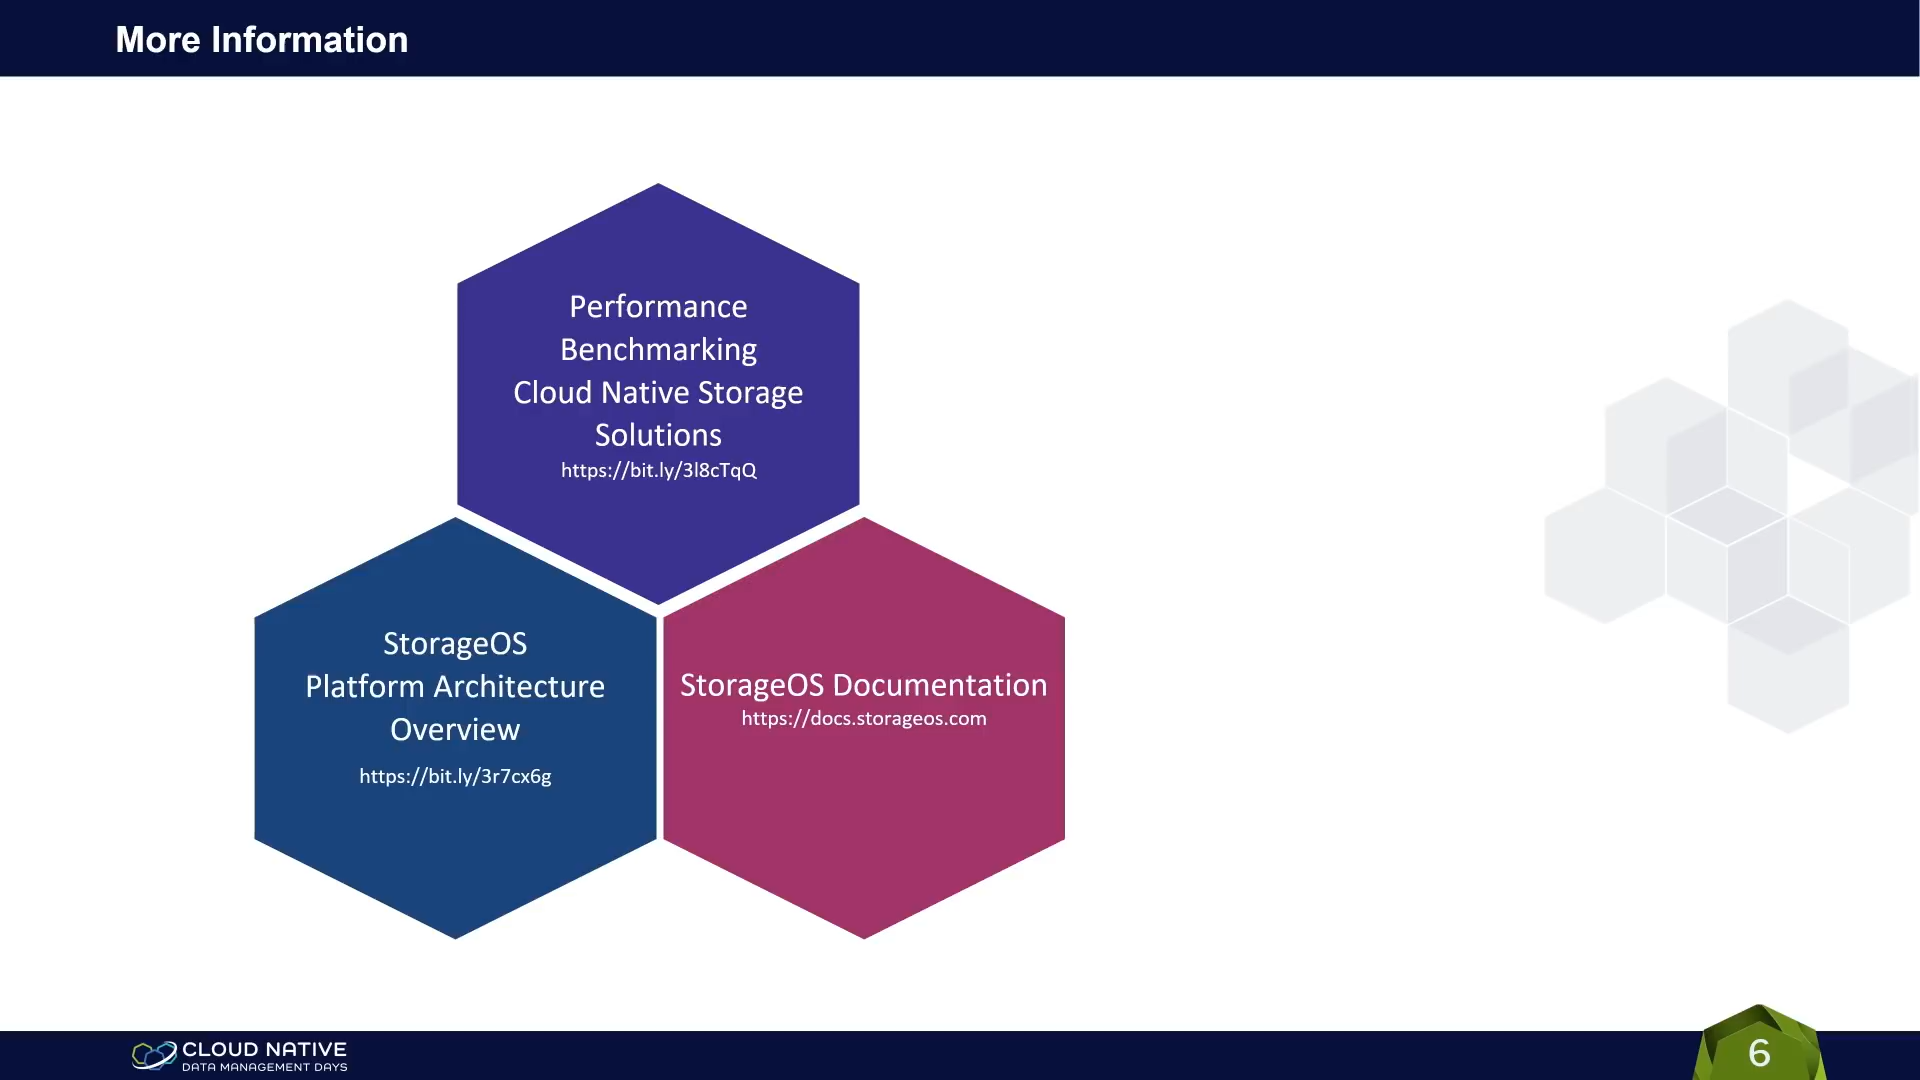 More Information
Performance
Benchmarking
Cloud Native Storage
Solutions
https://bit.ly/3l8cTqQ
StorageOS
Platform Architecture
Overview
https://bit.ly/3r7cx6g
StorageOS Documentation
https://docs.storageos.com
CLOUD NATIVE
DATA MANAGEMENT DAYS
6